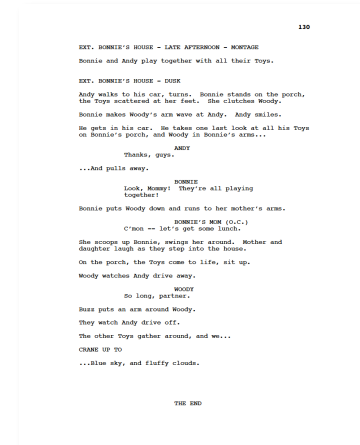 130
EXT. BONNIE'S HOUSE - LATE AFTERNOON - MONTAGE
Bonnie and Andy play together with all their Toys.
EXT. BONNIE'S HOUSE - DUSK
Andy walks to his car, turns. Bonnie stands on the porch,
the Toys scattered at her feet. She clutches Woody.
Bonnie makes Woody's arm wave at Andy. Andy smiles.
He gets in his car. He takes one last look at all his Toys
on Bonnie's porch, and Woody in Bonnie's arms...
ANDY
Thanks, guys.
...And pulls away.
BONNIE
Look, Mommy! They're all playing
together!
Bonnie puts Woody down and runs to her mother's arms.
BONNIE'S MOM (O.C.)
C'mon -- let's get some lunch.
She scoops up Bonnie, swings her around. Mother and
daughter laugh as they step into the house.
On the porch, the Toys come to life, sit up.
Woody watches Andy drive away.
WOODY
So long, partner.
Buzz puts an arm around Woody.
They watch Andy drive off.
The other Toys gather around, and we...
CRANE UP TO
...Blue sky, and fluffy clouds.
THE END